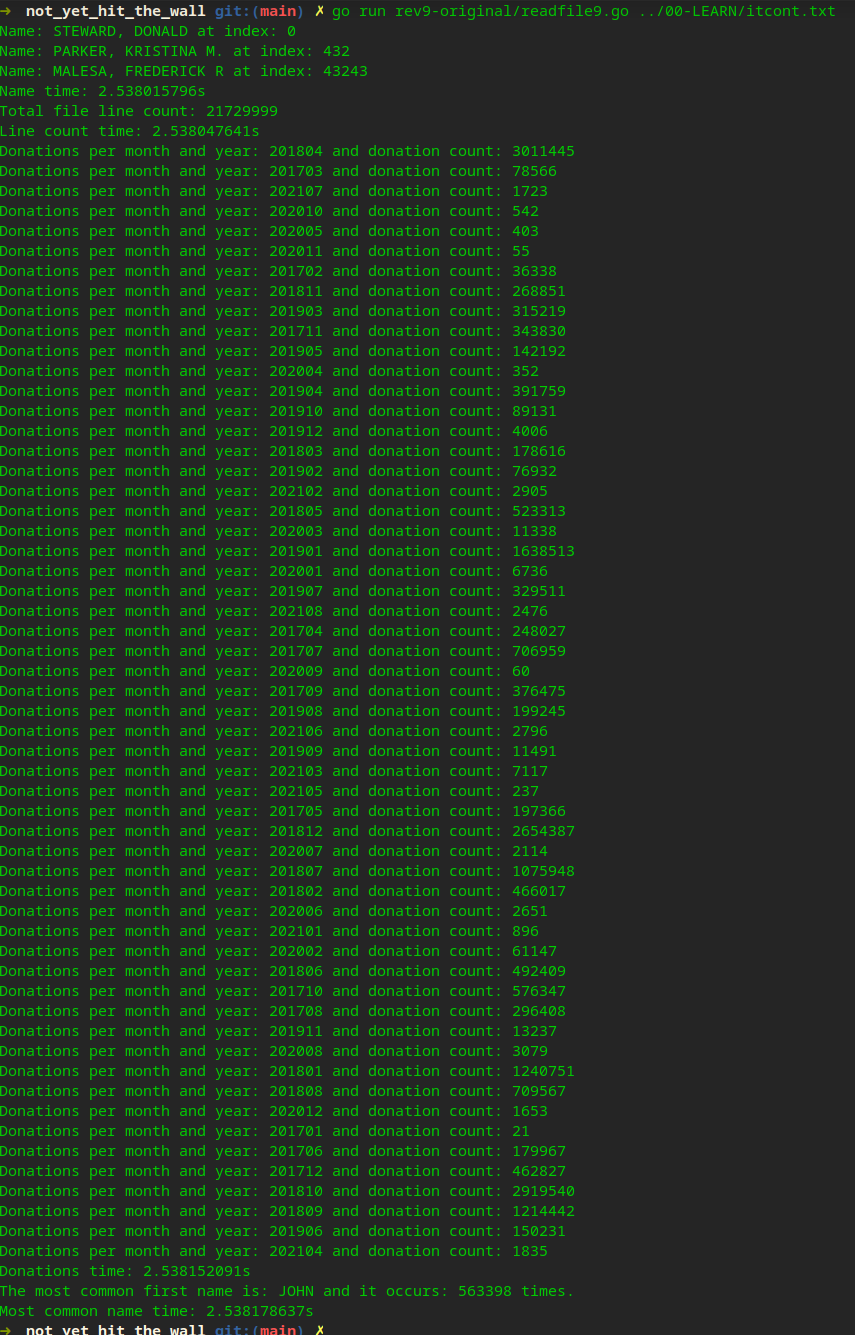 ➜ not_yet_hit_the_wall git:(main) ✗ go run rev9-original/readfile9.go ../00-LEARN/itcont.txt
Name: STEWARD, DONALD at index: 0
Name: PARKER, KRISTINA M. at index: 432
Name: MALESA, FREDERICK R at index: 43243
Name time: 2.538015796s
Total file line count: 21729999
Line count time: 2.538047641s
Donations per month and year: 201804 and donation count: 3011445
Donations per month and year: 201703 and donation count: 78566
Donations per month and year: 202107 and donation count: 1723
Donations per month and year: 202010 and donation count: 542
Donations per month and year: 202005 and donation count: 403
Donations per month and year: 202011 and donation count: 55
Donations per month and year: 201702 and donation count: 36338
Donations per month and year: 201811 and donation count: 268851
Donations per month and year: 201903 and donation count: 315219
Donations per month and year: 201711 and donation count: 343830
Donations per month and year: 201905 and donation count: 142192
Donations per month and year: 202004 and donation count: 352
Donations per month and year: 201904 and donation count: 391759
Donations per month and year: 201910 and donation count: 89131
Donations per month and year: 201912 and donation count: 4006
Donations per month and year: 201803 and donation count: 178616
Donations per month and year: 201902 and donation count: 76932
Donations per month and year: 202102 and donation count: 2905
Donations per month and year: 201805 and donation count: 523313
Donations per month and year: 202003 and donation count: 11338
Donations per month and year: 201901 and donation count: 1638513
Donations per month and year: 202001 and donation count: 6736
Donations per month and year: 201907 and donation count: 329511
Donations per month and year: 202108 and donation count: 2476
Donations per month and year: 201704 and donation count: 248027
Donations per month and year: 201707 and donation count: 706959
Donations per month and year: 202009 and donation count: 60
Donations per month and year: 201709 and donation count: 376475
Donations per month and year: 201908 and donation count: 199245
Donations per month and year: 202106 and donation count: 2796
Donations per month and year: 201909 and donation count: 11491
Donations per month and year: 202103 and donation count: 7117
Donations per month and year: 202105 and donation count: 237
Donations per month and year: 201705 and donation count: 197366
Donations per month and year: 201812 and donation count: 2654387
Donations per month and year: 202007 and donation count: 2114
Donations per month and year: 201807 and donation count: 1075948
Donations per month and year: 201802 and donation count: 466017
Donations per month and year: 202006 and donation count: 2651
Donations per month and year: 202101 and donation count: 896
Donations per month and year: 202002 and donation count: 61147
Donations per month and year: 201806 and donation count: 492409
Donations per month and year: 201710 and donation count: 576347
Donations per month and year: 201708 and donation count: 296408
Donations per month and year: 201911 and donation count: 13237
Donations per month and year: 202008 and donation count: 3079
Donations per month and year: 201801 and donation count: 1240751
Donations per month and year: 201808 and donation count: 709567
Donations per month and year: 202012 and donation count: 1653
Donations per month and year: 201701 and donation count: 21
Donations per month and year: 201706 and donation count: 179967
Donations per month and year: 201712 and donation count: 462827
Donations per month and year: 201810 and donation count: 2919540
Donations per month and year: 201809 and donation count: 1214442
Donations per month and year: 201906 and donation count: 150231
Donations per month and year: 202104 and donation count: 1835
Donations time: 2.538152091s
The most common first name is: JOHN and it occurs: 563398 times.
Most common name time: 2.538178637s
➜ not_yet_hit_the_wall git:(main) ✗